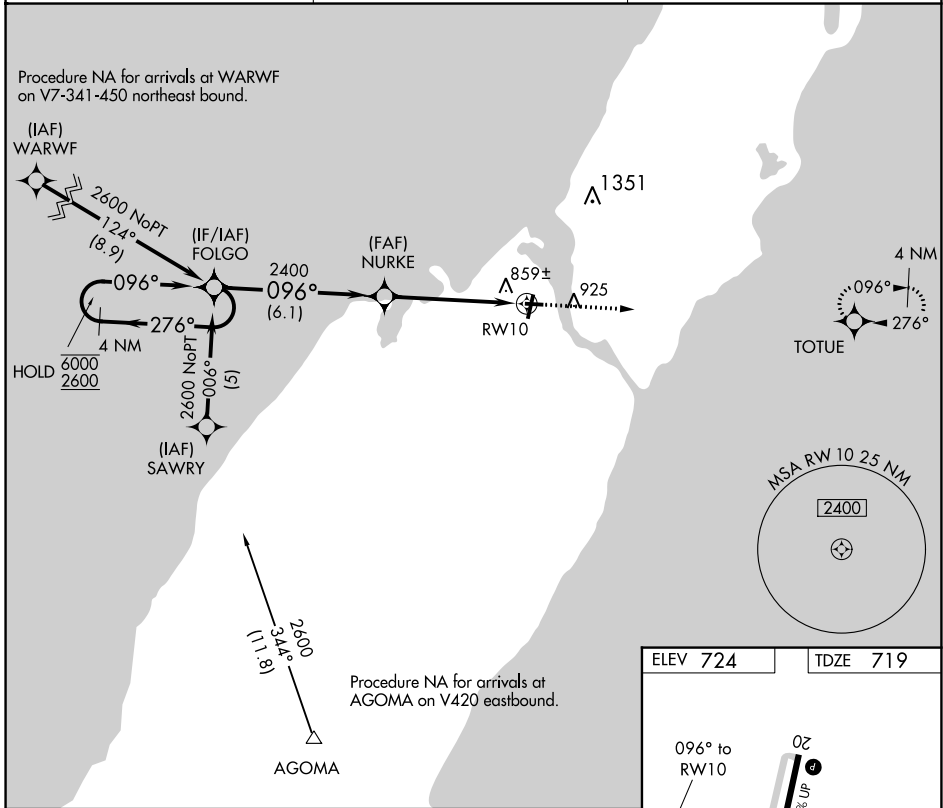 Procedure NA for arrivals at WARWF
on V7-341-450 northeast bound.
(IAF)
WARWF
2600 NoPT
124°
(8.9)
(IF/IAF)
FOLGO
096°
276°
4 NM
HOLD
6000
2600
2600 NoPT
006°
(5)
(IAF)
SAWRY
2400
096°
(6.1)
(FAF)
NURKE
1351
859±
925
RW10
4 NM
096°
276°
TOTUE
MSA RW 10 25 NM
2400
2600
344°
(11.8)
AGOMA
Procedure NA for arrivals at
AGOMA on V420 eastbound.
ELEV 724
TDZE 719
096° to
RW10
20
P
UP